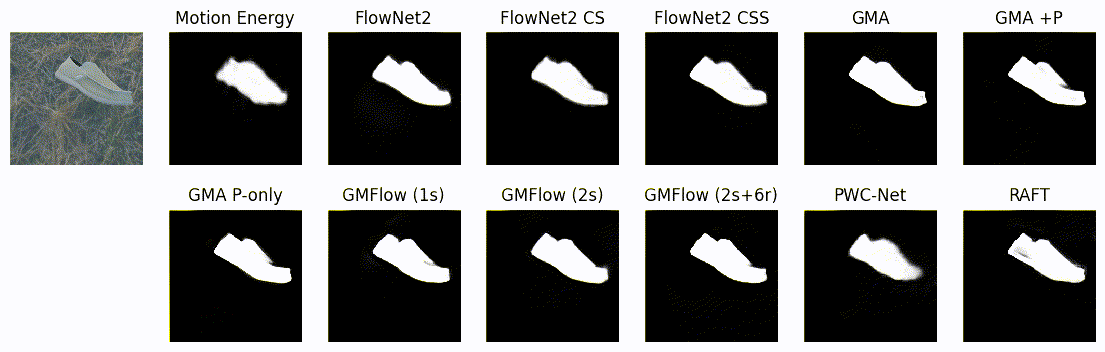 Motion Energy
FlowNet2
FlowNet2 CS
FlowNet2 CSS
GMA
GMA +P
GMA P-only
GMFlow (1s)
GMFlow (2s)
GMFlow (2s+6r)
PWC-Net
RAFT